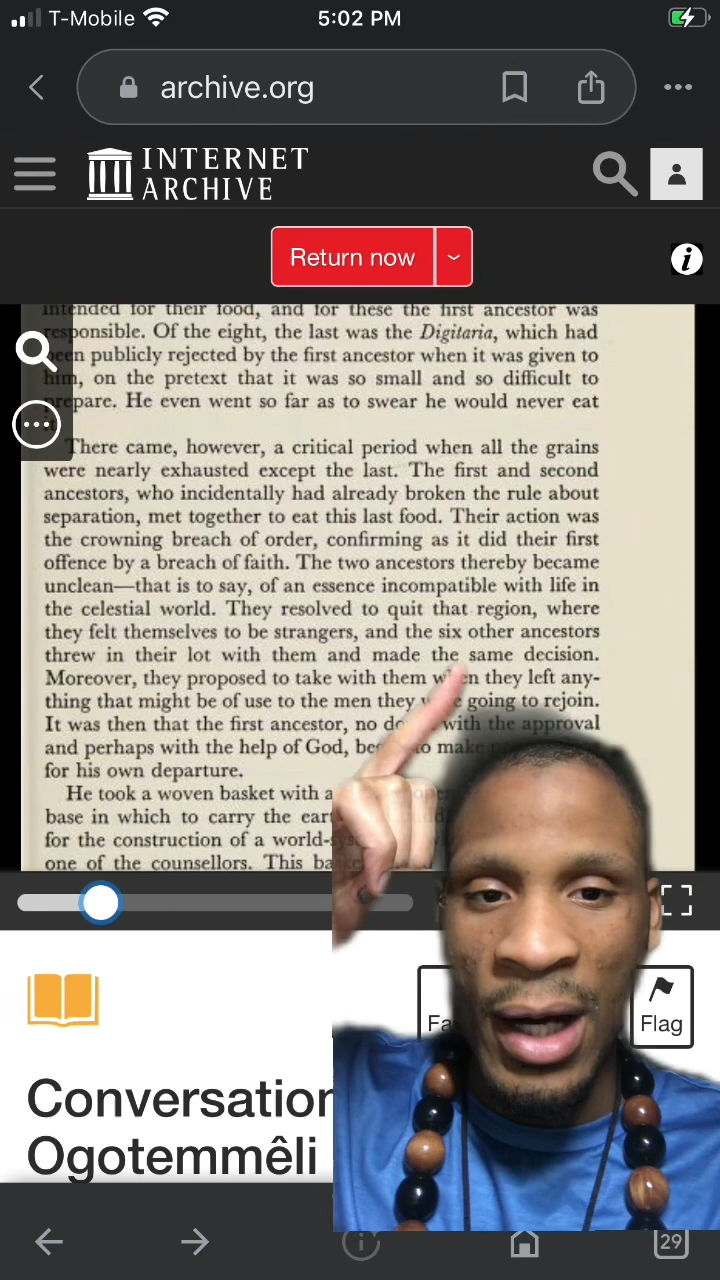 T-Mobile 5:02 PM
archive.org
INTERNET
ARCHIVE
Return now
intended for their food, and for these the first ancestor was
responsible. Of the eight, the last was the Digitaria, which had
been publicly rejected by the first ancestor when it was given to
him, on the pretext that it was so small and so difficult to
prepare. He even went so far as to swear he would never eat
There came, however, a critical period when all the grains
were nearly exhausted except the last. The first and second
ancestors, who incidentally had already broken the rule about
separation, met together to eat this last food. Their action was
the crowning breach of order, confirming as it did their first
offence by a breach of faith. The two ancestors thereby became
unclean—that is to say, of an essence incompatible with life in
the celestial world. They resolved to quit that region, where
they felt themselves to be strangers, and the six other ancestors
threw in their lot with them and made the same decision.
Moreover, they proposed to take with them when they left any-
thing that might be of use to the men they going to rejoin.
It was then that the first ancestor, no with the approval
and perhaps with the help of God, to make
for his own departure.
He took a woven basket with a
base in which to carry the
for the construction of a
one of the counsellors. This
Flag
Conversation
Ogotemmêli
29